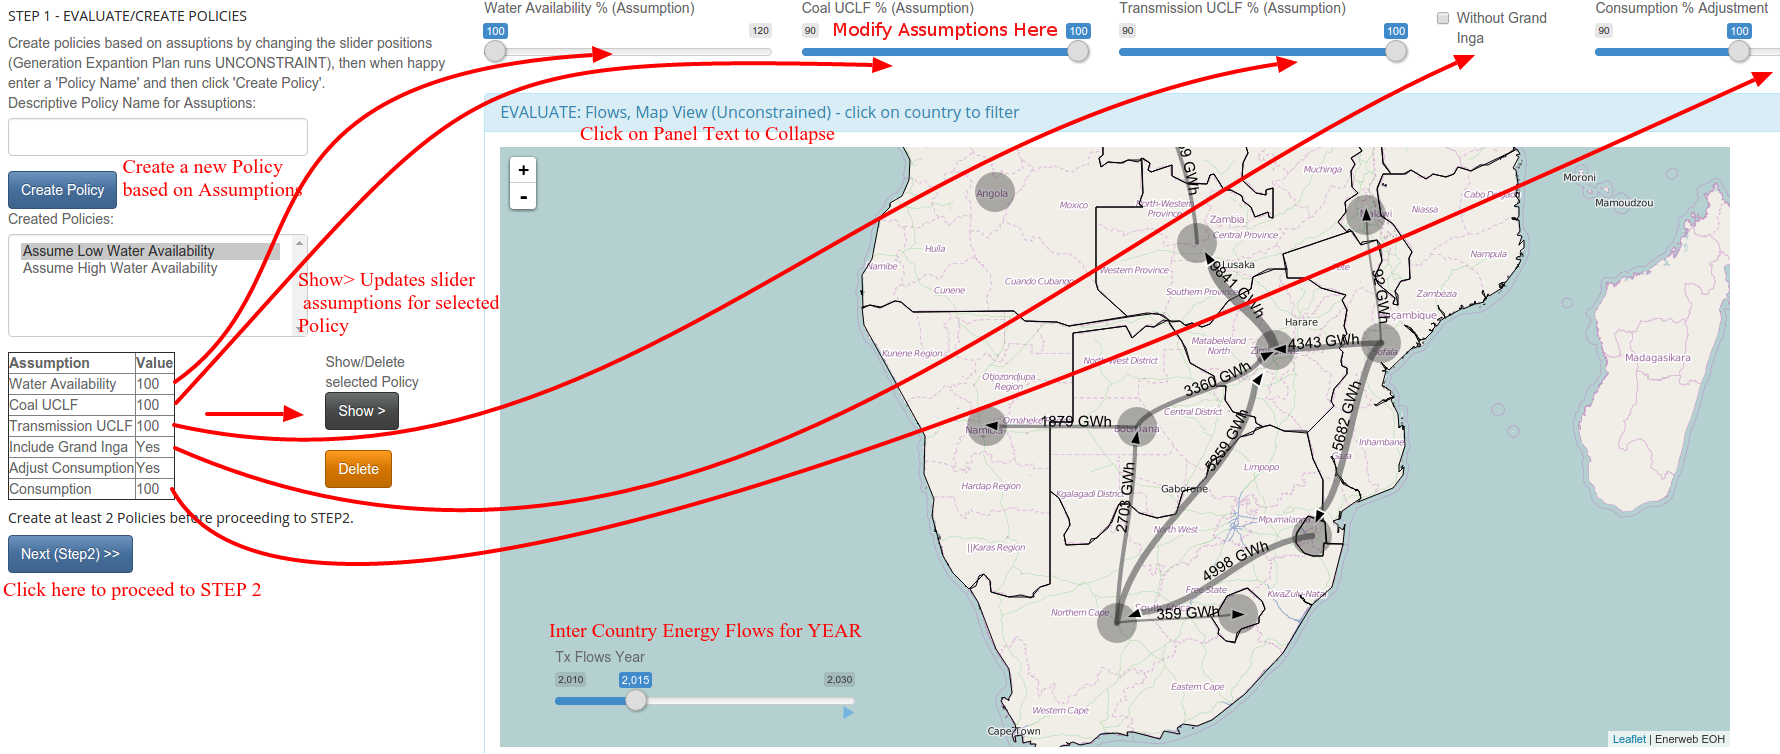 STEP 1 - EVALUATE/CREATE POLICIES
Create policies based on assuptions by changing the slider positions
(Generation Expantion Plan runs UNCONSTRAINT), then when happy
enter a 'Policy Name' and then click 'Create Policy'.
Descriptive Policy Name for Assuptions:
Create a new Policy
based on Assumptions
Create Policy
Created Policies:
Assume Low Water Availability
Assume High Water Availability
Show> Updates slider
assumptions for selected
Policy
Assumption Value
Water Availability 100
Coal UCLF 100
Transmission UCLF 100
Include Grand Inga Yes
Adjust Consumption Yes
Consumption 100
Show/Delete
selected Policy
Show >
Delete
Create at least 2 Policies before proceeding to STEP2.
Next (Step2) >>
Click here to proceed to STEP 2
Water Availability % (Assumption)
100 120
Coal UCLF % (Assumption)
90 100
Modify Assumptions Here
Transmission UCLF % (Assumption)
90 100
Without Grand
Inga
Consumption % Adjustment
90 100
EVALUATE: Flows, Map View (Unconstrained) - click on country to filter
Click on Panel Text to Collapse
+
-
Angola
Moxico
Huíla
Namibe
Cunene
Cuando Cubango
North-Western
Province
Zambia
Central Province
Lusaka
Western Province
Southern Province
Muchinga
Malawi
Niassa
Cabo Delgado
Nampula
Zambézia
Tete
Moçambique
Sofala
Moroni
Mamoudzou
Madagasikara
Harare
Matabeleland
North
Zimbabwe
Kunene Region
Otjozondjupa
Region
Omaheke
Namibia
North-West District
Central District
Botswana
Hardap Region
Kgalagadi District
Gaborone
Limpopo
Inhambane
Gaza
North West
Mpumalanga
||Karas Region
Northern Cape
South Africa
Free State
KwaZulu-Natal
Eastern Cape
Western Cape
Cape Town
9 GWh
9841 GWh
92 GWh
4343 GWh
3360 GWh
1879 GWh
5259 GWh
5682 GWh
2703 GWh
4998 GWh
359 GWh
Inter Country Energy Flows for YEAR
Tx Flows Year
2,010 2,015 2,030
Leaflet | Enerweb EOH